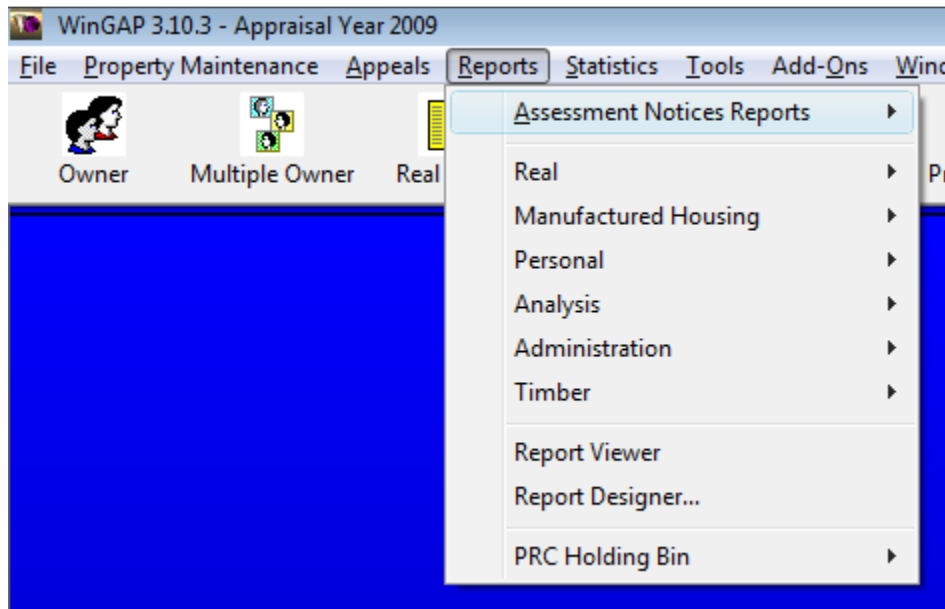 WinGAP 3.10.3 - Appraisal Year 2009
File Property Maintenance Appeals Reports Statistics Tools Add-Ons
Owner Multiple Owner Real
Assessment Notices Reports
Real
Manufactured Housing
Personal
Analysis
Administration
Timber
Report Viewer
Report Designer...
PRC Holding Bin